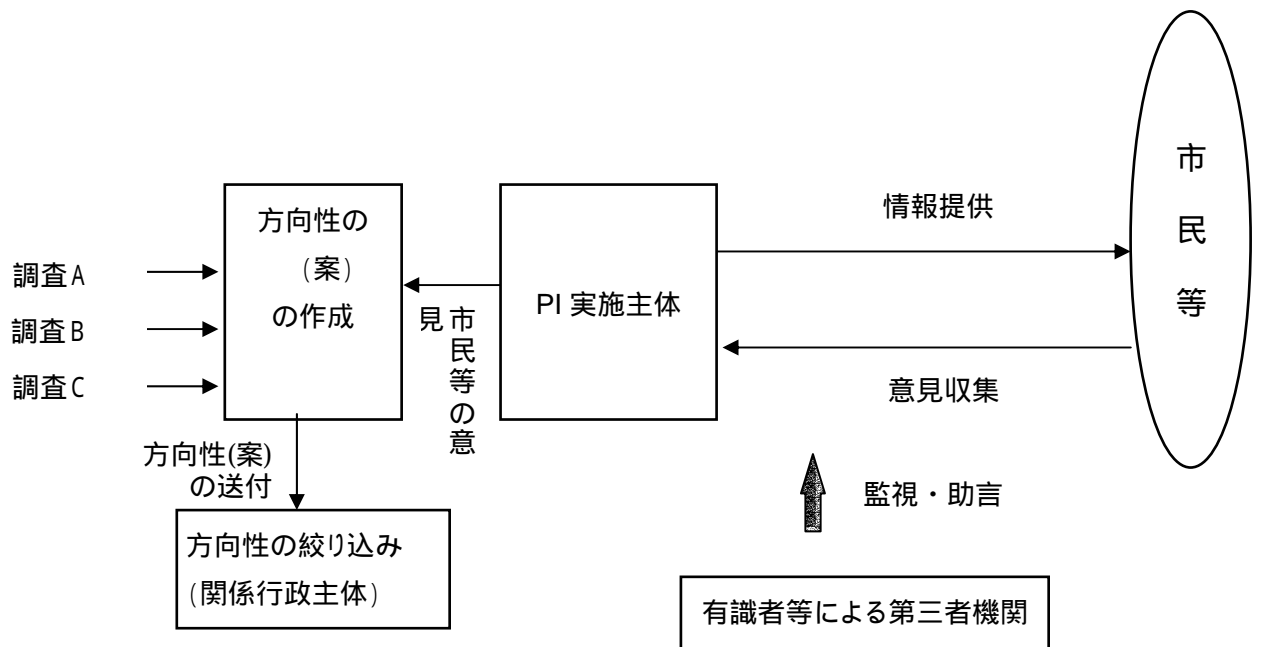 市民等
情報提供
方向性の
(案)
の作成
調査A
調査B
調査C
市民等の意
見
PI 実施主体
意見収集
方向性(案)
の送付
監視・助言
方向性の絞り込み
(関係行政主体)
有識者等による第三者機関